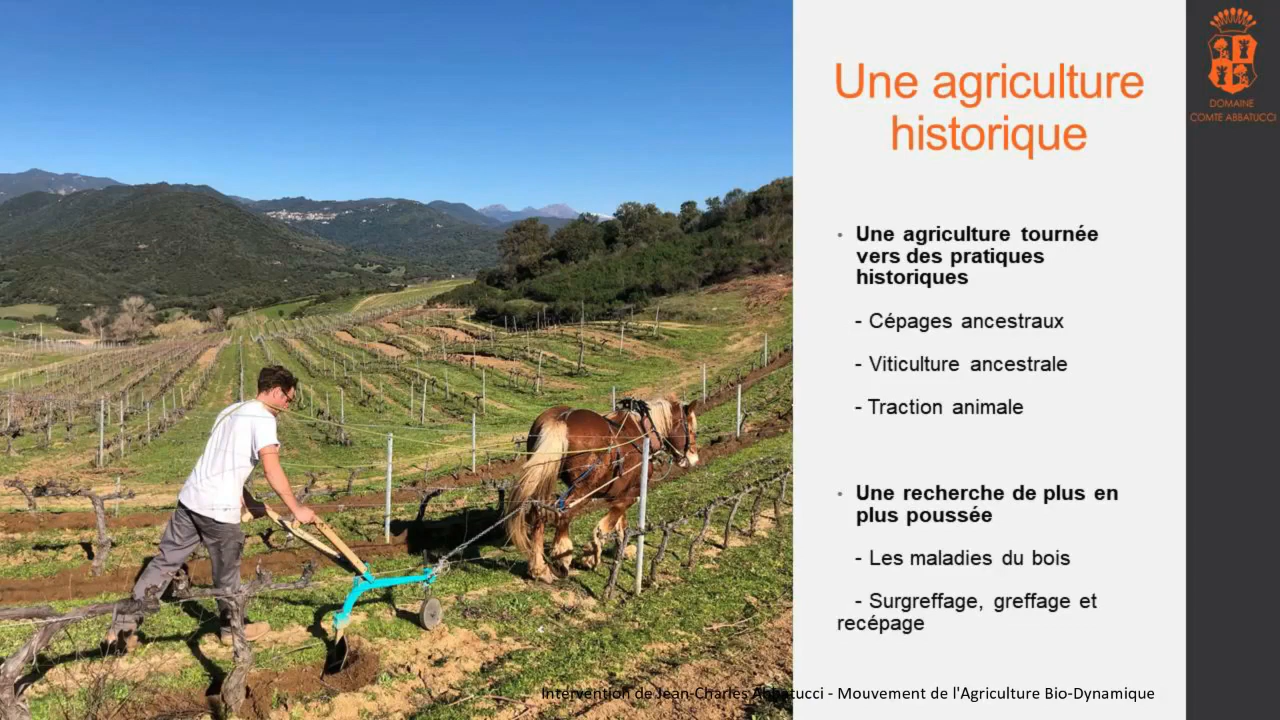 Une agriculture
historique
DOMAINE
COMTE ABBATUCCI
• Une agriculture tournée
vers des pratiques
historiques
- Cépages ancestraux
- Viticulture ancestrale
- Traction animale
• Une recherche de plus en
plus poussée
- Les maladies du bois
- Surgreffage, greffage et
recépage
Intervention de Jean-Charles Abbatucci - Mouvement de l'Agriculture Bio-Dynamique